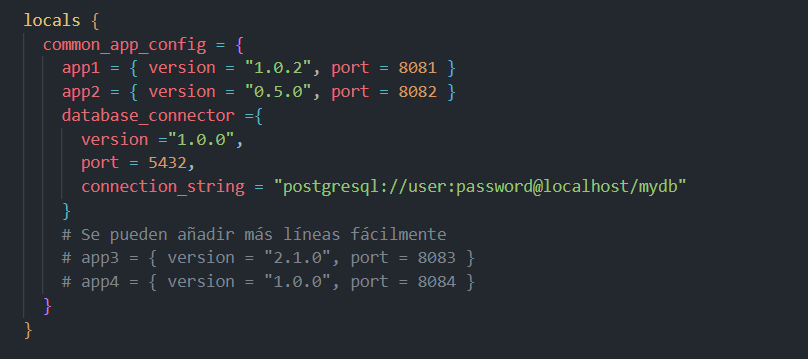 locals {
common_app_config = {
app1 = { version = "1.0.2", port = 8081 }
app2 = { version = "0.5.0", port = 8082 }
database_connector ={
version ="1.0.0",
port = 5432,
connection_string = "postgresql://user:password@localhost/mydb"
}
# Se pueden añadir más líneas fácilmente
# app3 = { version = "2.1.0", port = 8083 }
# app4 = { version = "1.0.0", port = 8084 }
}
}